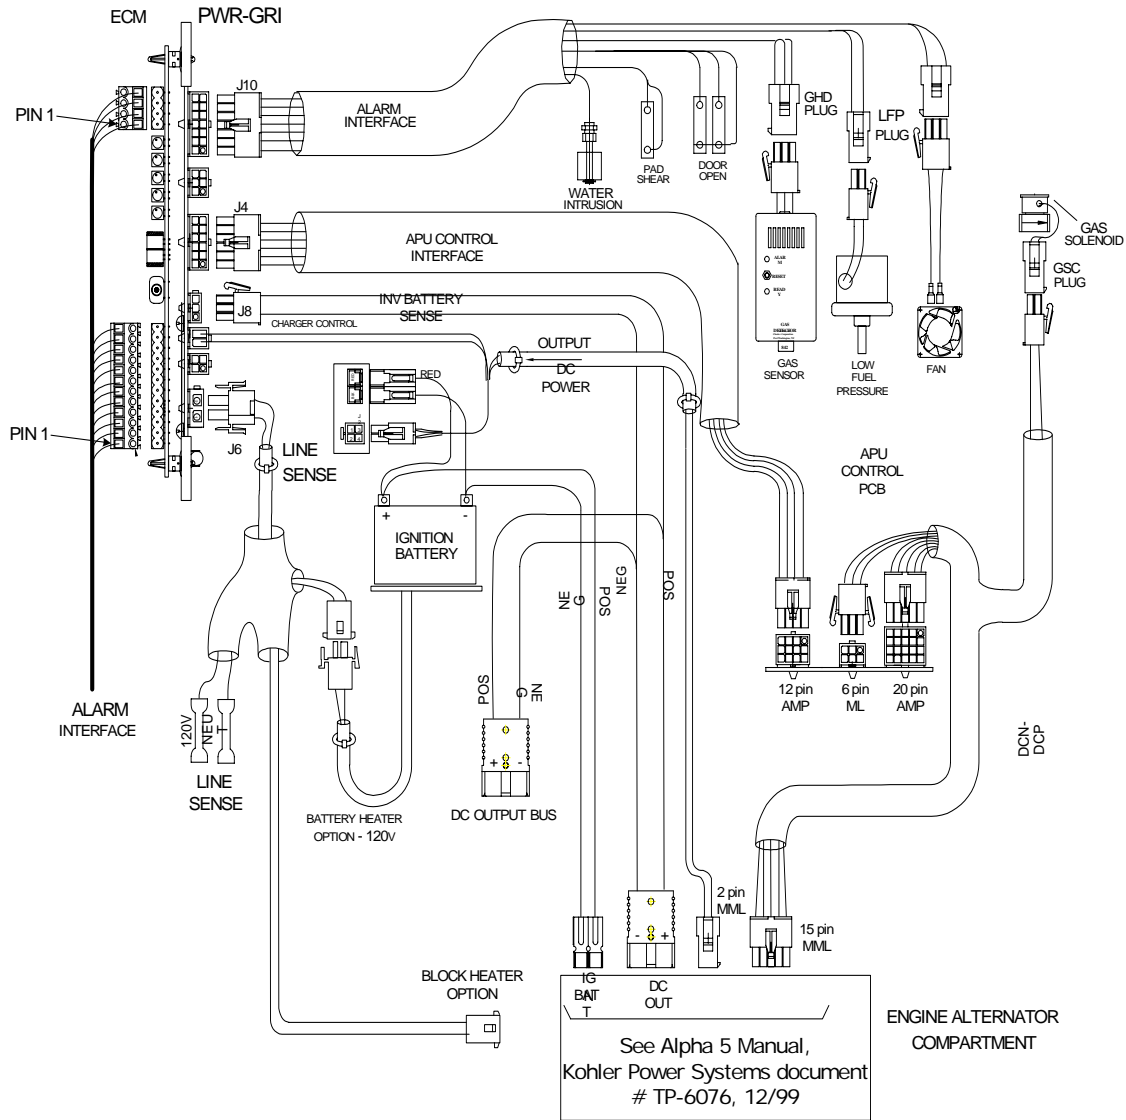 ECM
PWR-GRI
PIN 1
J10
ALARM
INTERFACE
GHD
PLUG
LFP
PLUG
PAD
SHEAR
DOOR
OPEN
WATER
INTRUSION
J4
APU CONTROL
INTERFACE
ALAR
M
RESET
READ
Y
GAS
DETECTOR
GAS
SENSOR
LOW
FUEL
PRESSURE
FAN
GAS
SOLENOID
GSC
PLUG
J8
INV BATTERY
SENSE
CHARGER CONTROL
OUTPUT
DC
POWER
RED
PIN 1
J6
LINE
SENSE
+ -
IGNITION
BATTERY
APU
CONTROL
PCB
NE
G
POS
NEG
POS
POS
NE
G
12 pin
AMP
6 pin
ML
20 pin
AMP
DCN-
DCP
ALARM
INTERFACE
120V
NEU
T
LINE
SENSE
+ -
DC OUTPUT BUS
BATTERY HEATER
OPTION - 120V
- +
2 pin
MML
15 pin
MML
BLOCK HEATER
OPTION
IG
N
BAT
T
DC
OUT
ENGINE ALTERNATOR
COMPARTMENT
See Alpha 5 Manual,
Kohler Power Systems document
# TP-6076, 12/99